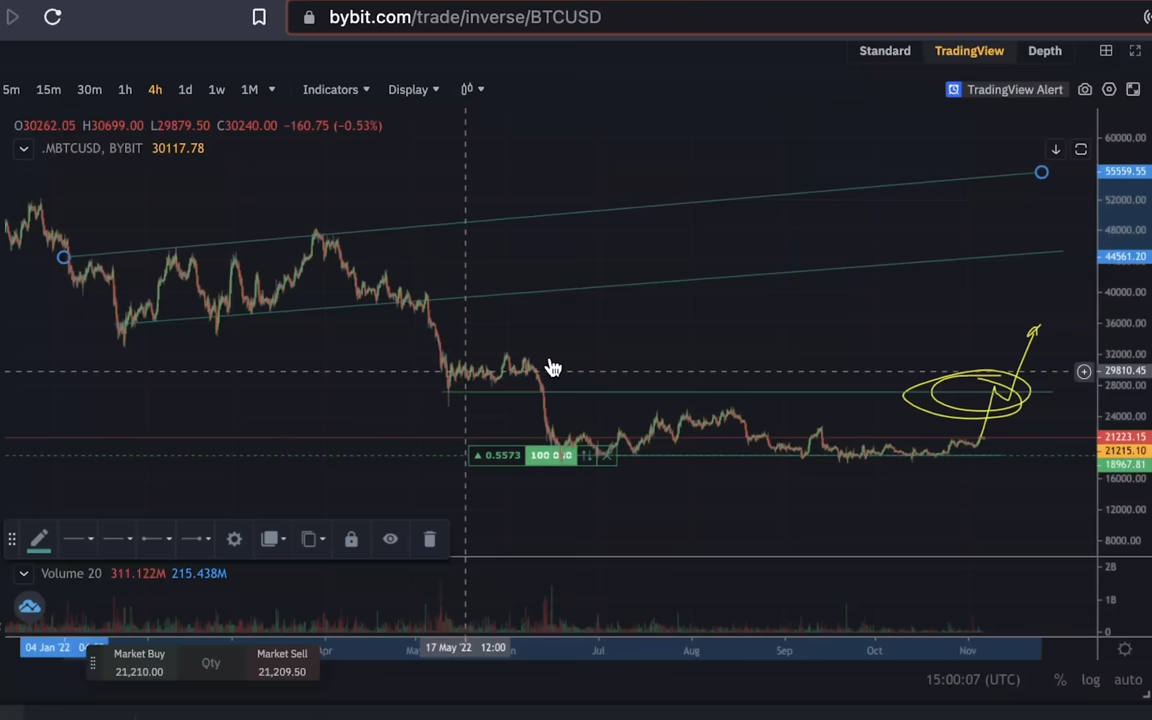 bybit.com/trade/inverse/BTCUSD
Standard TradingView Depth
5m 15m 30m 1h 4h 1d 1w 1M Indicators Display TradingView Alert
O30262.05 H30699.00 L29879.50 C30240.00 −160.75 (−0.53%)
.MBTCUSD, BYBIT 30117.78
60000.00
55559.55
52000.00
48000.00
44561.20
40000.00
36000.00
32000.00
29810.45
28000.00
24000.00
21223.15
21215.10
18967.81
16000.00
12000.00
8000.00
0.5573
Volume 20 311.122M 215.438M
2B
1B
0
04 Jan '22 17 May '22 12:00 Jul Aug Sep Oct Nov
Market Buy Qty Market Sell
21,210.00 21,209.50
15:00:07 (UTC) % log auto